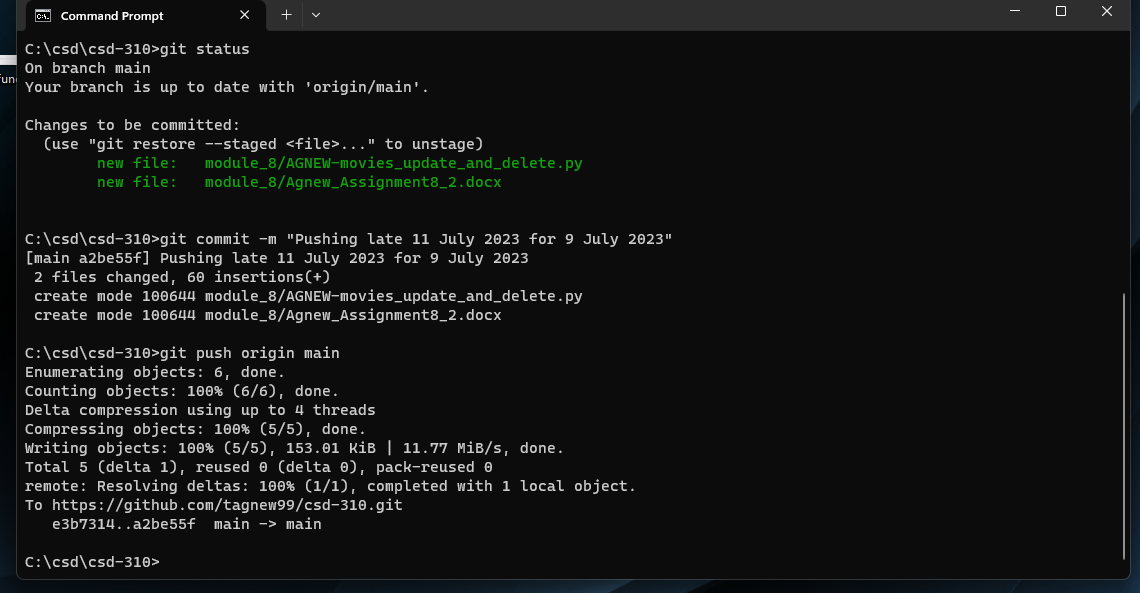 Command Prompt
func
C:\csd\csd-310>git status
On branch main
Your branch is up to date with 'origin/main'.
Changes to be committed:
  (use "git restore --staged <file>..." to unstage)
        new file:   module_8/AGNEW-movies_update_and_delete.py
        new file:   module_8/Agnew_Assignment8_2.docx
C:\csd\csd-310>git commit -m "Pushing late 11 July 2023 for 9 July 2023"
[main a2be55f] Pushing late 11 July 2023 for 9 July 2023
 2 files changed, 60 insertions(+)
 create mode 100644 module_8/AGNEW-movies_update_and_delete.py
 create mode 100644 module_8/Agnew_Assignment8_2.docx
C:\csd\csd-310>git push origin main
Enumerating objects: 6, done.
Counting objects: 100% (6/6), done.
Delta compression using up to 4 threads
Compressing objects: 100% (5/5), done.
Writing objects: 100% (5/5), 153.01 KiB | 11.77 MiB/s, done.
Total 5 (delta 1), reused 0 (delta 0), pack-reused 0
remote: Resolving deltas: 100% (1/1), completed with 1 local object.
To https://github.com/tagnew99/csd-310.git
   e3b7314..a2be55f  main -> main
C:\csd\csd-310>